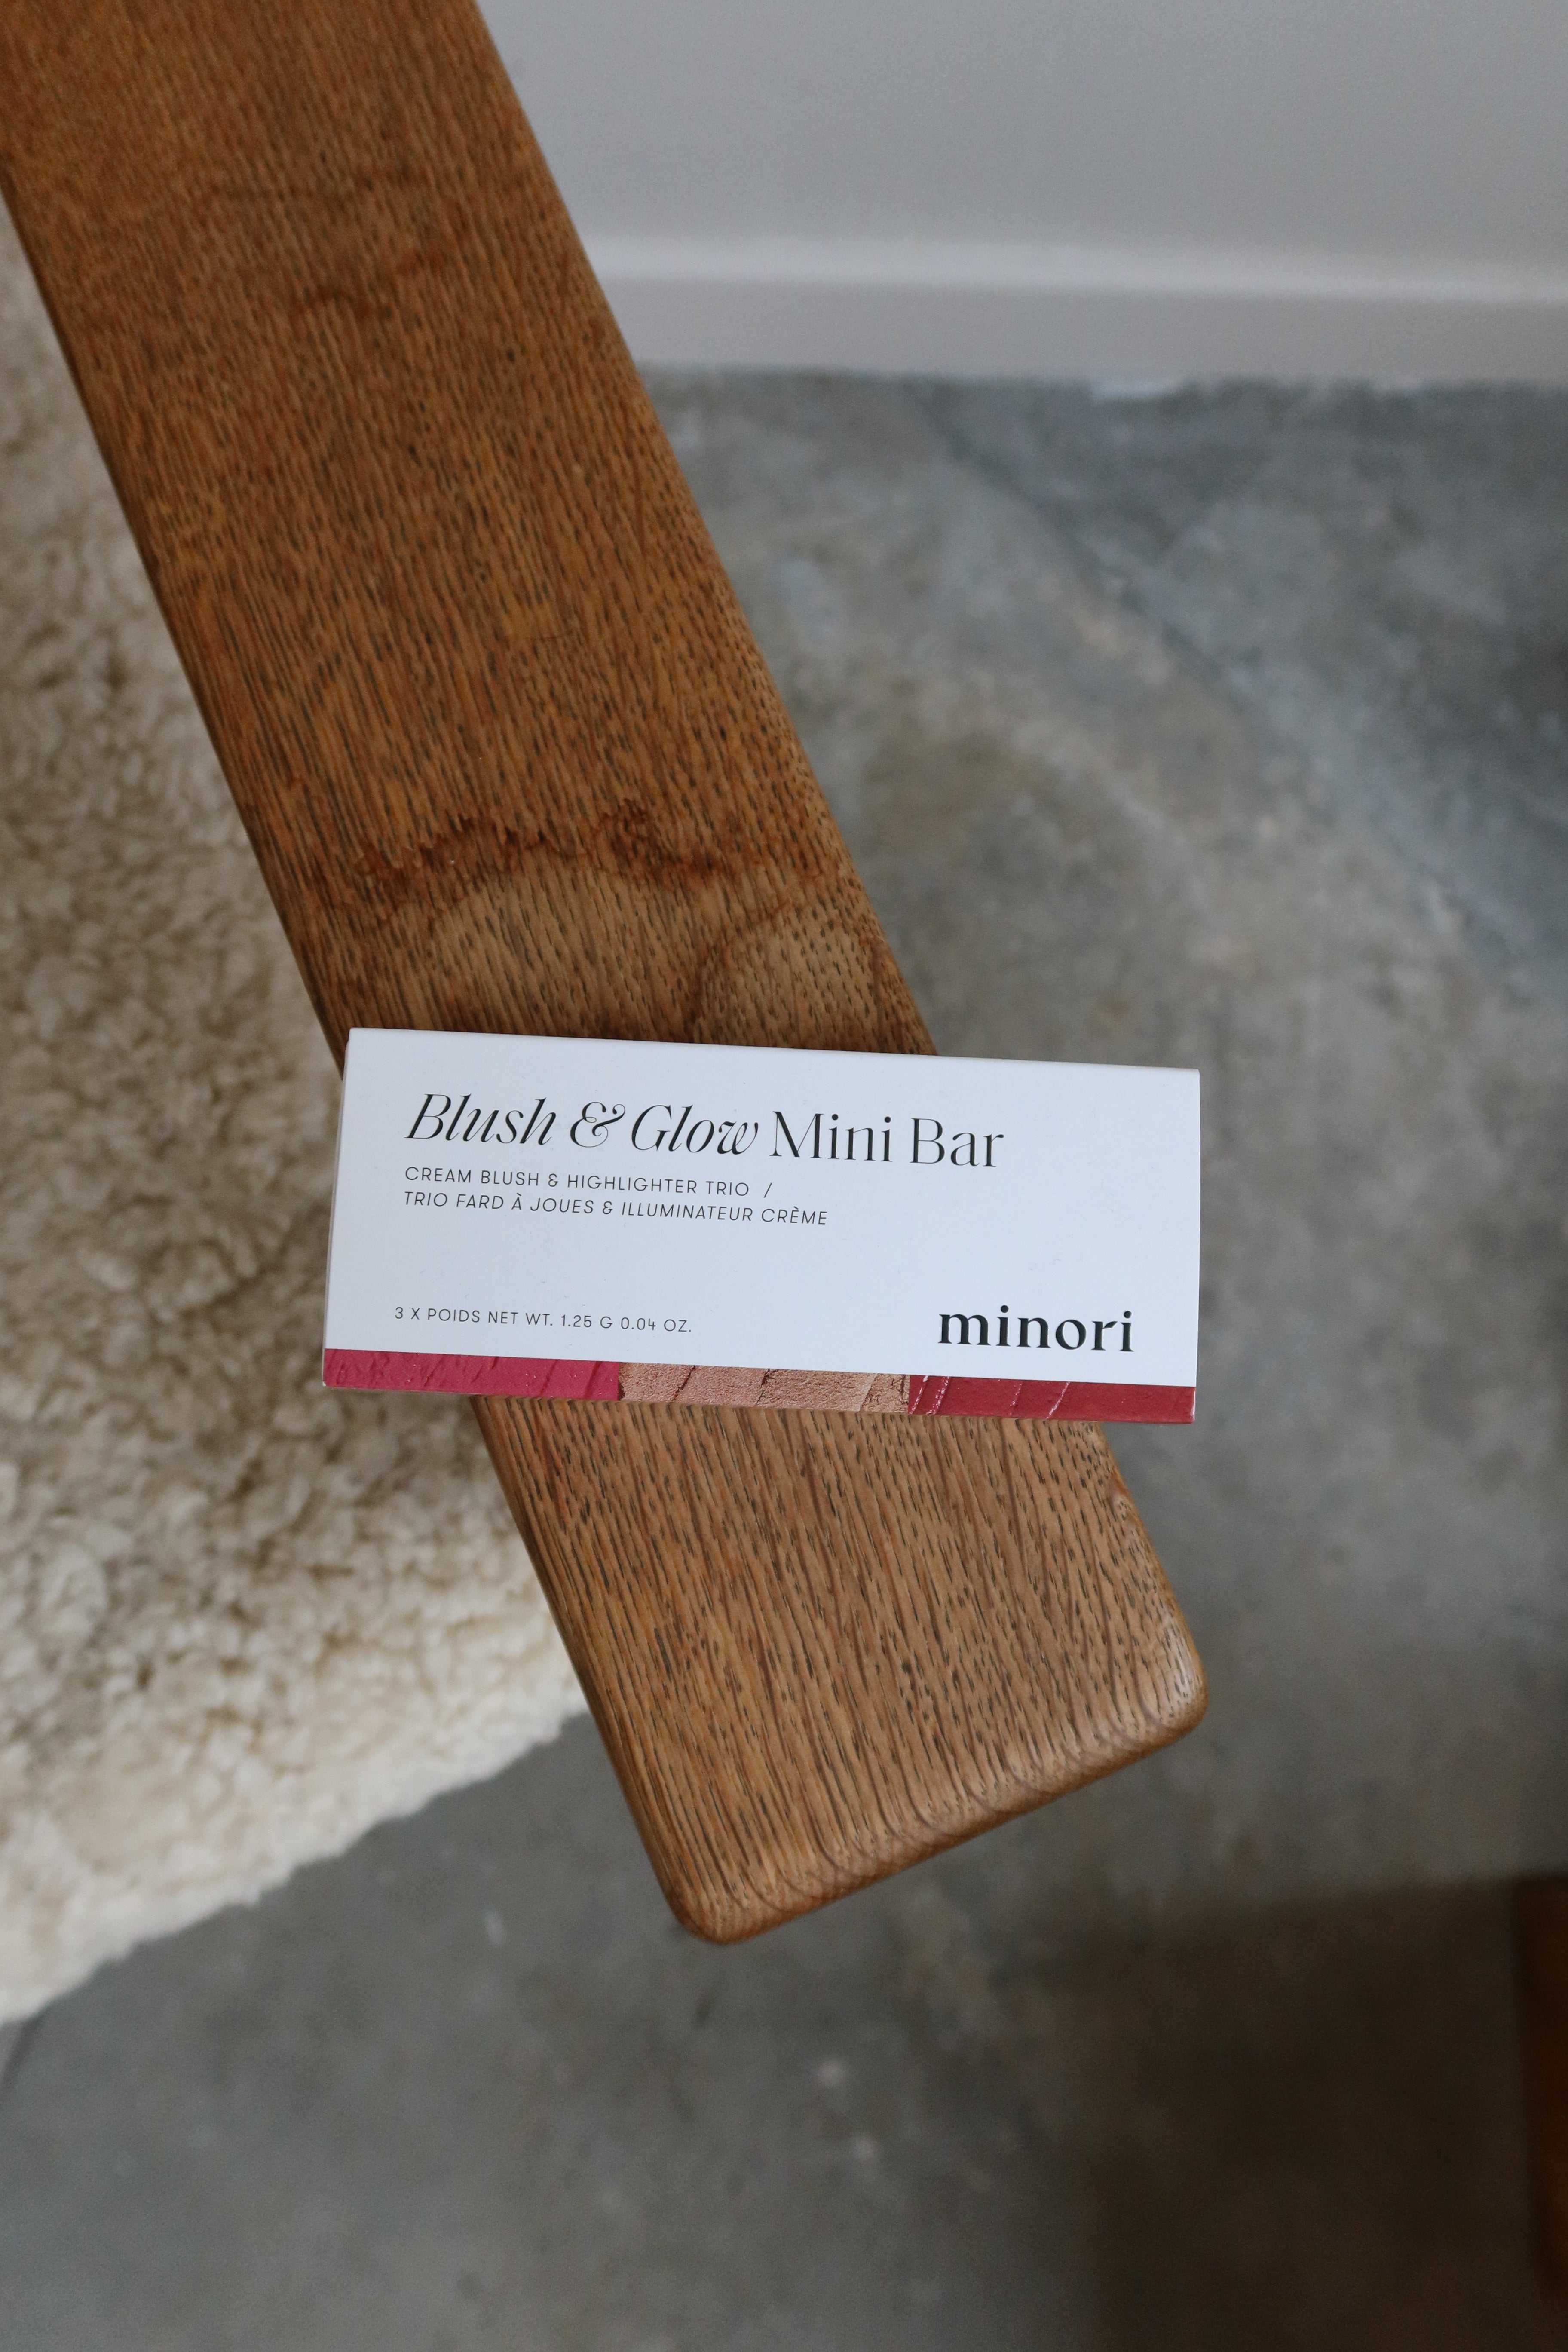 Blush & Glow Mini Bar
CREAM BLUSH & HIGHLIGHTER TRIO /
TRIO FARD À JOUES & ILLUMINATEUR CRÈME
3 X POIDS NET WT. 1.25 G 0.04 OZ.
minori